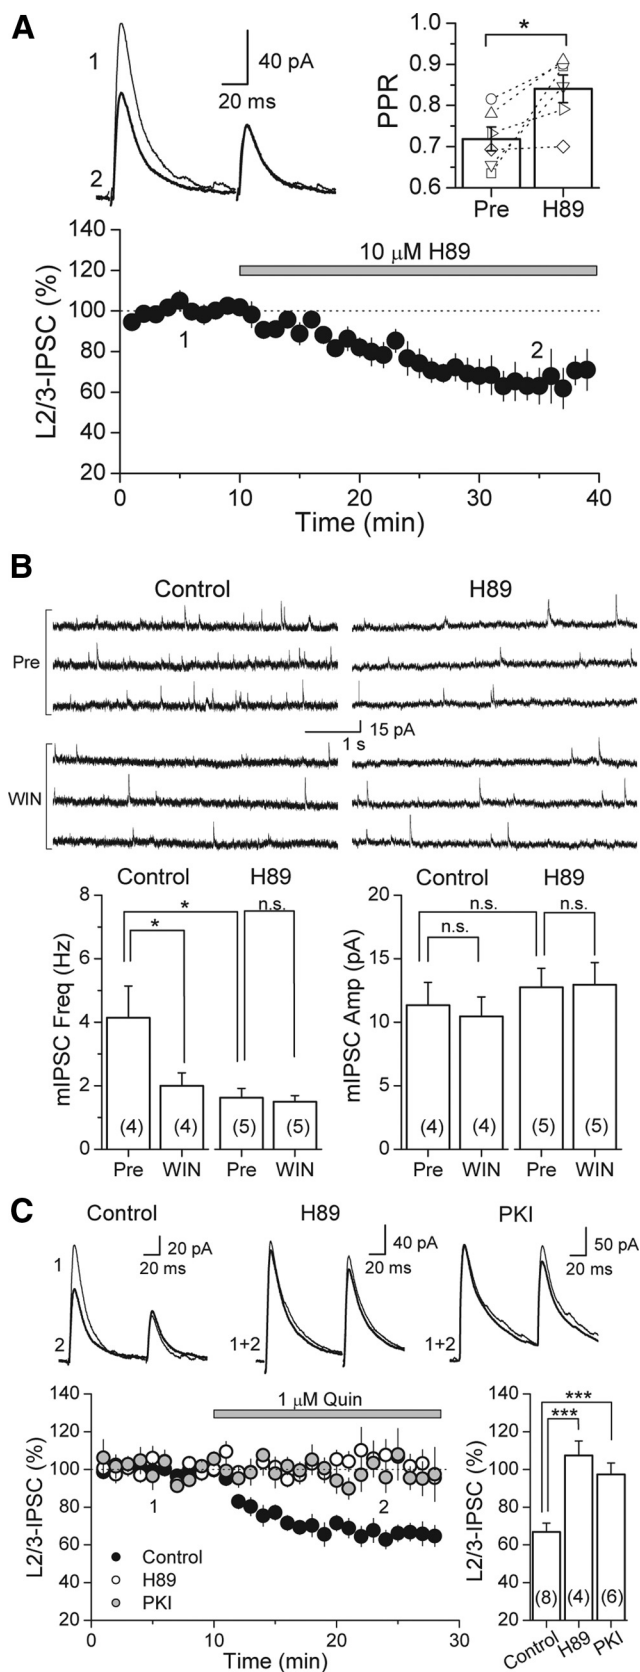 A
1
40 pA
20 ms
2
*
1.0
0.9
0.8
0.7
0.6
PPR
Pre
H89
140
120
100
80
60
40
20
L2/3-IPSC (%)
10 μM H89
1
2
0
10
20
30
40
Time (min)
B
Control
H89
Pre
15 pA
1 s
WIN
Control
H89
8
6
4
2
0
mIPSC Freq (Hz)
*
n.s.
*
(4)
(4)
(5)
(5)
Pre
WIN
Pre
WIN
Control
H89
20
15
10
5
0
mIPSC Amp (pA)
n.s.
n.s.
n.s.
(4)
(4)
(5)
(5)
Pre
WIN
Pre
WIN
C
Control
H89
PKI
1
20 pA
20 ms
2
40 pA
20 ms
1+2
50 pA
20 ms
1+2
140
120
100
80
60
40
20
L2/3-IPSC (%)
1 μM Quin
1
2
Control
H89
PKI
0
10
20
30
Time (min)
140
120
100
80
60
40
20
L2/3-IPSC (%)
***
***
(8)
(4)
(6)
Control
H89
PKI